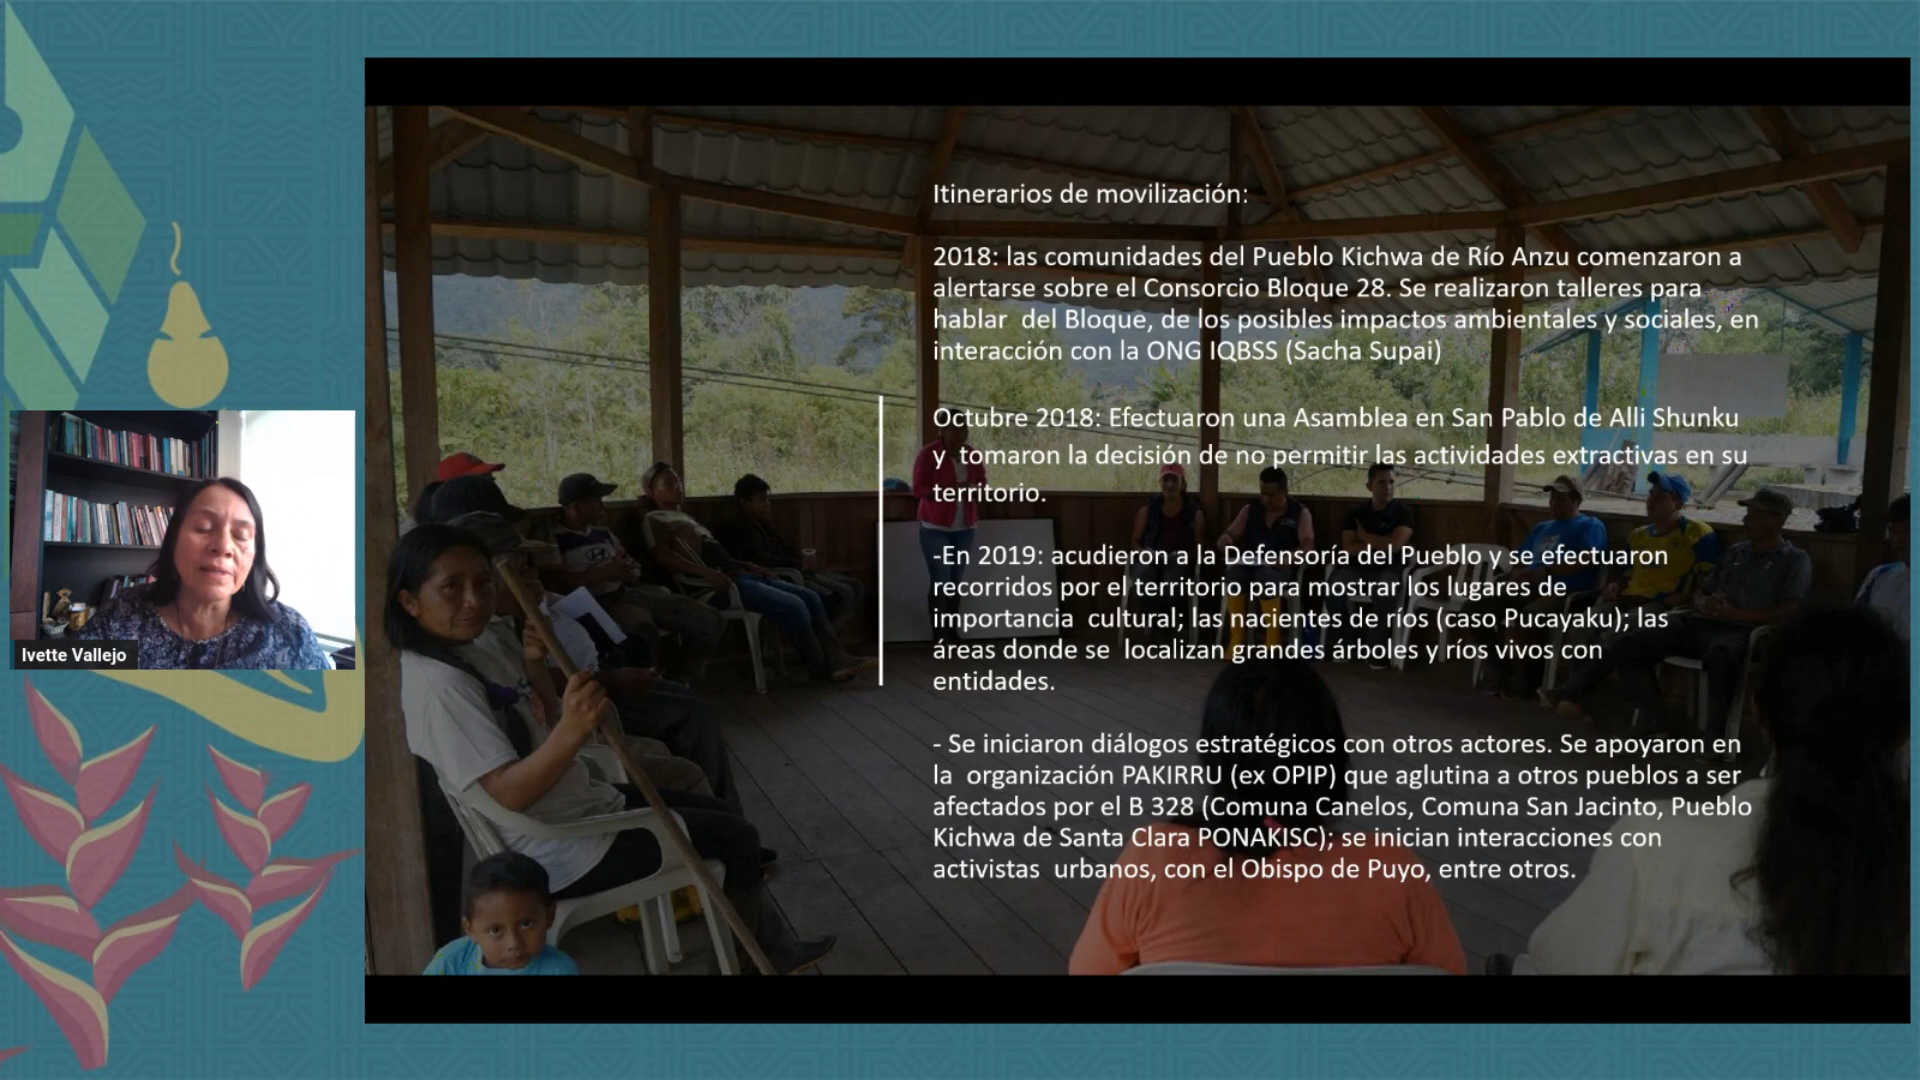 Itinerarios de movilización:
2018: las comunidades del Pueblo Kichwa de Río Anzu comenzaron a
alertarse sobre el Consorcio Bloque 28. Se realizaron talleres para
hablar  del Bloque, de los posibles impactos ambientales y sociales, en
interacción con la ONG IQBSS (Sacha Supai)
Octubre 2018: Efectuaron una Asamblea en San Pablo de Alli Shunku
y  tomaron la decisión de no permitir las actividades extractivas en su
territorio.
-En 2019: acudieron a la Defensoría del Pueblo y se efectuaron
recorridos por el territorio para mostrar los lugares de
importancia  cultural; las nacientes de ríos (caso Pucayaku); las
áreas donde se  localizan grandes árboles y ríos vivos con
entidades.
- Se iniciaron diálogos estratégicos con otros actores. Se apoyaron en
la  organización PAKIRRU (ex OPIP) que aglutina a otros pueblos a ser
afectados por el B 328 (Comuna Canelos, Comuna San Jacinto, Pueblo
Kichwa de Santa Clara PONAKISC); se inician interacciones con
activistas  urbanos, con el Obispo de Puyo, entre otros.
Ivette Vallejo